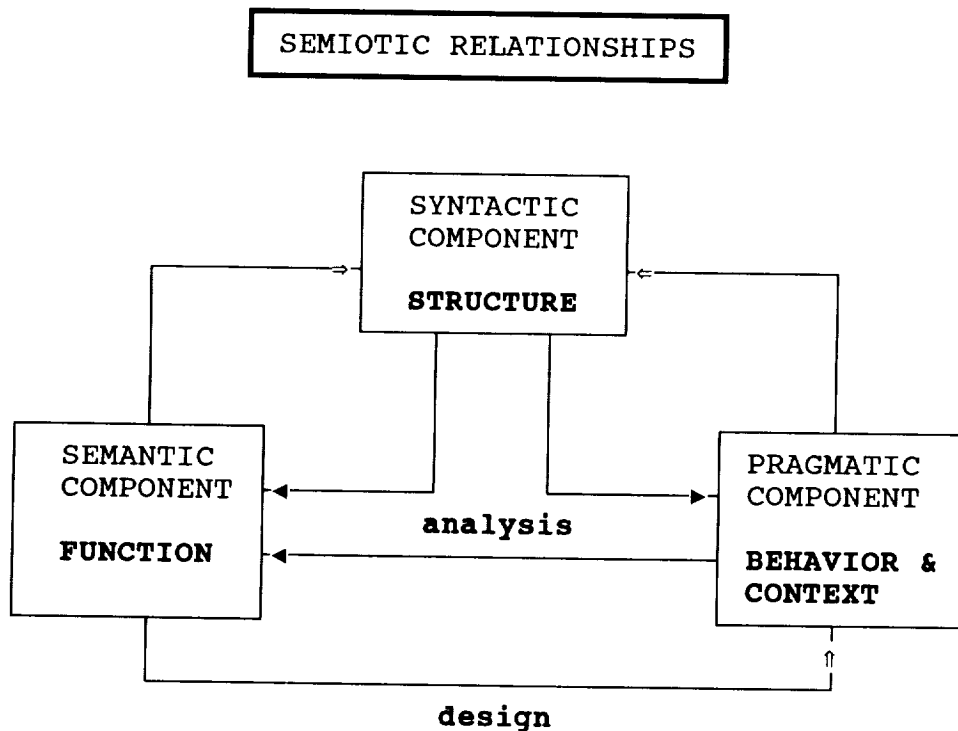 SEMIOTIC RELATIONSHIPS
SYNTACTIC
COMPONENT
STRUCTURE
SEMANTIC
COMPONENT
FUNCTION
PRAGMATIC
COMPONENT
BEHAVIOR &
CONTEXT
analysis
design